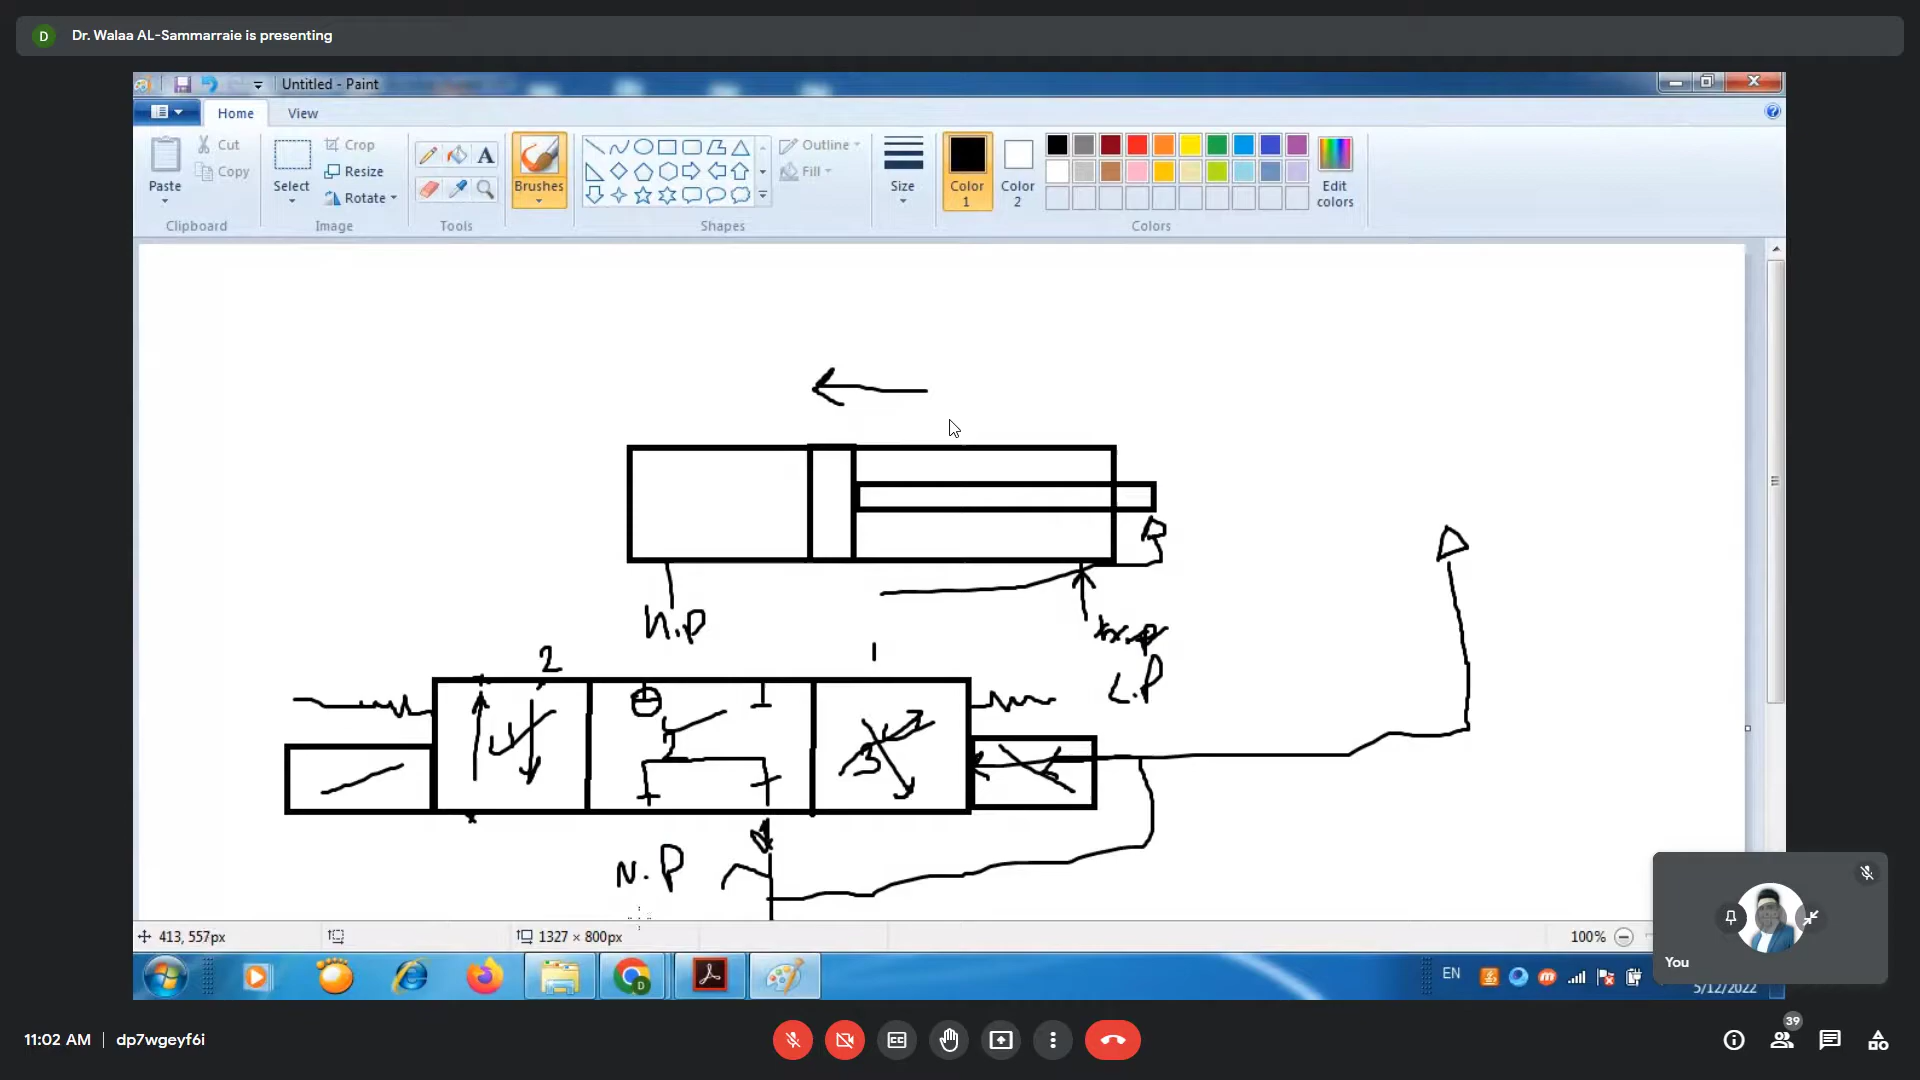 D Dr. Walaa AL-Sammarraie is presenting
Untitled - Paint
Home View
Paste
Cut
Copy
Clipboard
Select
Crop
Resize
Rotate
Image
A
Tools
Brushes
Shapes
Outline
Fill
Size
Color 1
Color 2
Edit colors
Colors
H.P
2
1
L.P
2
3
N.P
413, 557px
1327 × 800px
100%
EN
5/12/2022
You
11:02 AM | dp7wgeyf6i
39